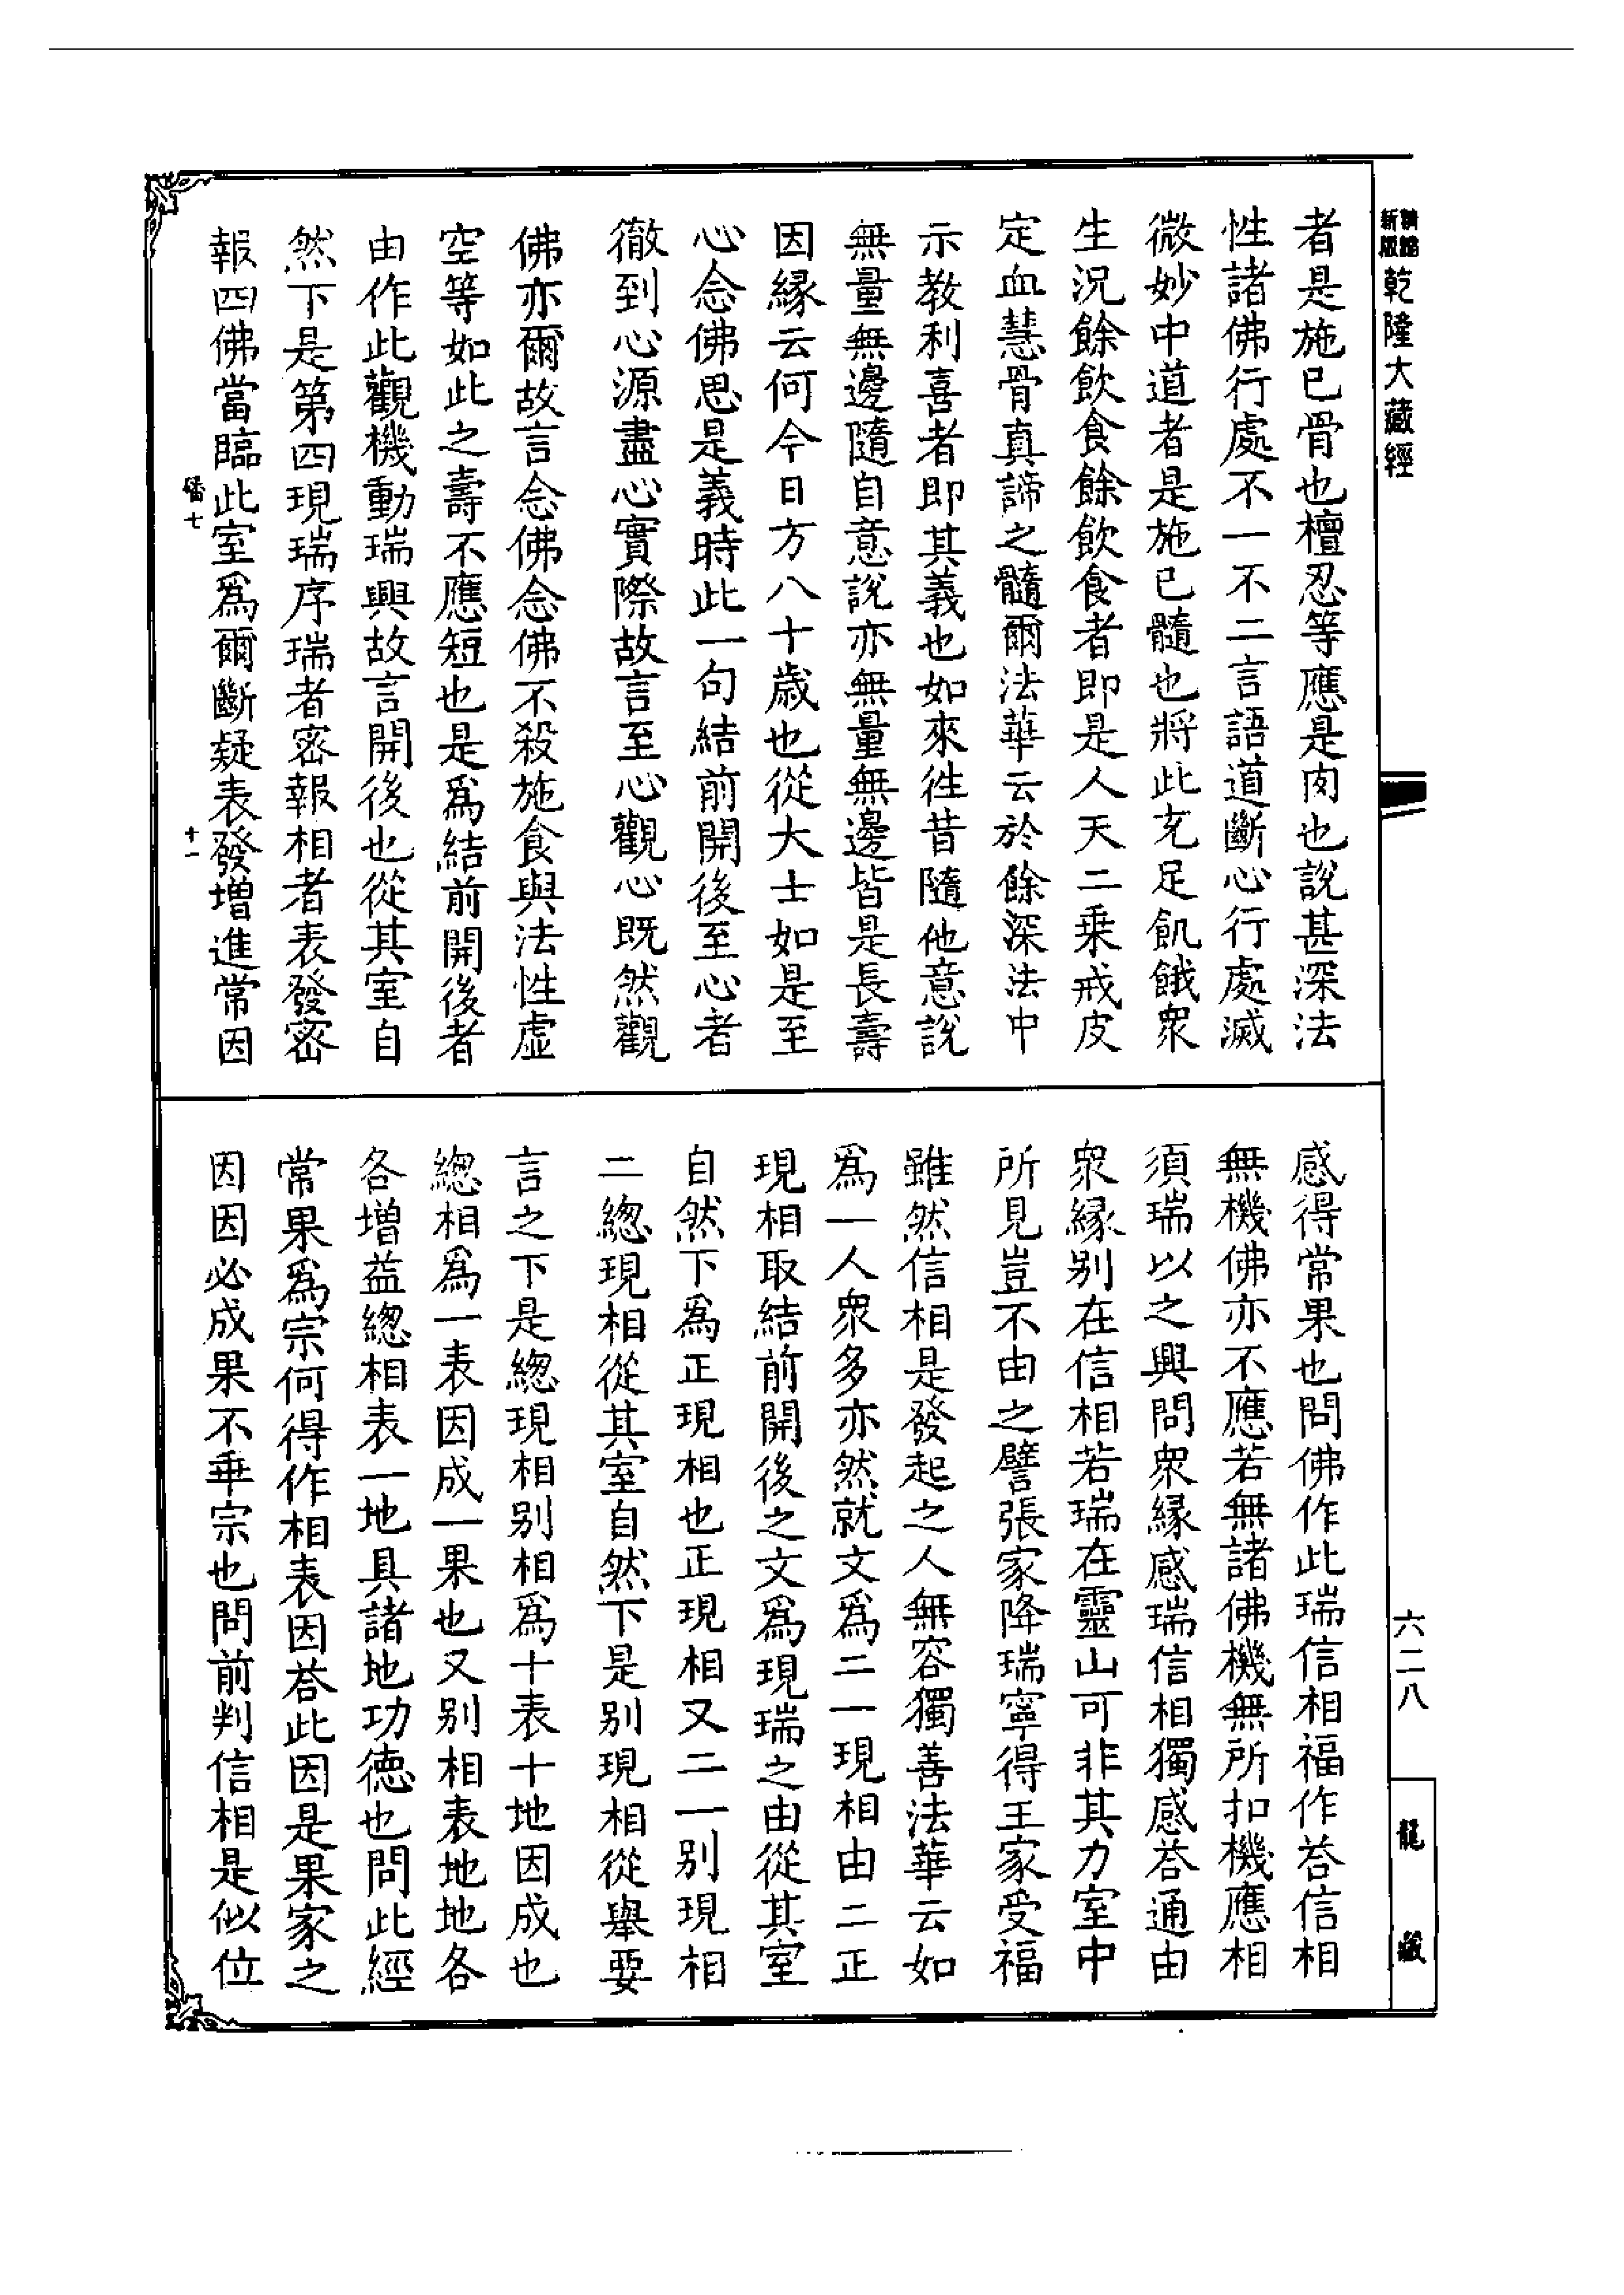 精縮新版乾隆大藏經
者是施已骨也檀忍等應是肉也說甚深法
性諸佛行處不一不二言語道斷心行處滅
微妙中道者是施已髓也將此充足飢餓眾
生況餘飲食餘飲食者即是人天二乗戒皮
定血慧骨真諦之髓爾法華云於餘深法中
示教利喜者即其義也如來徃昔隨他意說
無量無邊隨自意説亦無量無邊皆是長壽
因縁云何今日方八十歲也從大士如是至
心念佛思是義時此一句結前開後至心者
徹到心源盡心實際故言至心觀心既然觀
佛亦爾故言念佛念佛不殺施食與法性虛
空等如此之壽不應短也是為結前開後者
由作此觀機動瑞興故言開後也從其室自
然下是第四現瑞序瑞者密報相者表發密
報四佛當臨此室為爾斷疑表發增進常因
感得常果也問佛作此瑞信相福作荅信相
無機佛亦不應若無諸佛機無所扣機應相
須瑞以之興問衆縁感瑞信相獨感荅通由
衆縁别在信相若瑞在靈山可非其力室中
所見豈不由之譬張家降瑞寧得王家受福
雖然信相是發起之人無容獨善法華云如
為一人衆多亦然就文為二一現相由二正
現相取結前開後之文為現瑞之由從其室
自然下為正現相也正現相又二一别現相
二總現相從其室自然下是别現相從舉要
言之下是總現相别相為十表十地因成也
總相為一表因成一果也又别相表地地各
各增益總相表一地具諸地功德也問此經
常果為宗何得作相表因荅此因是果家之
因因必成果不乖宗也問前判信相是似位
六二八
龍藏
七
十一